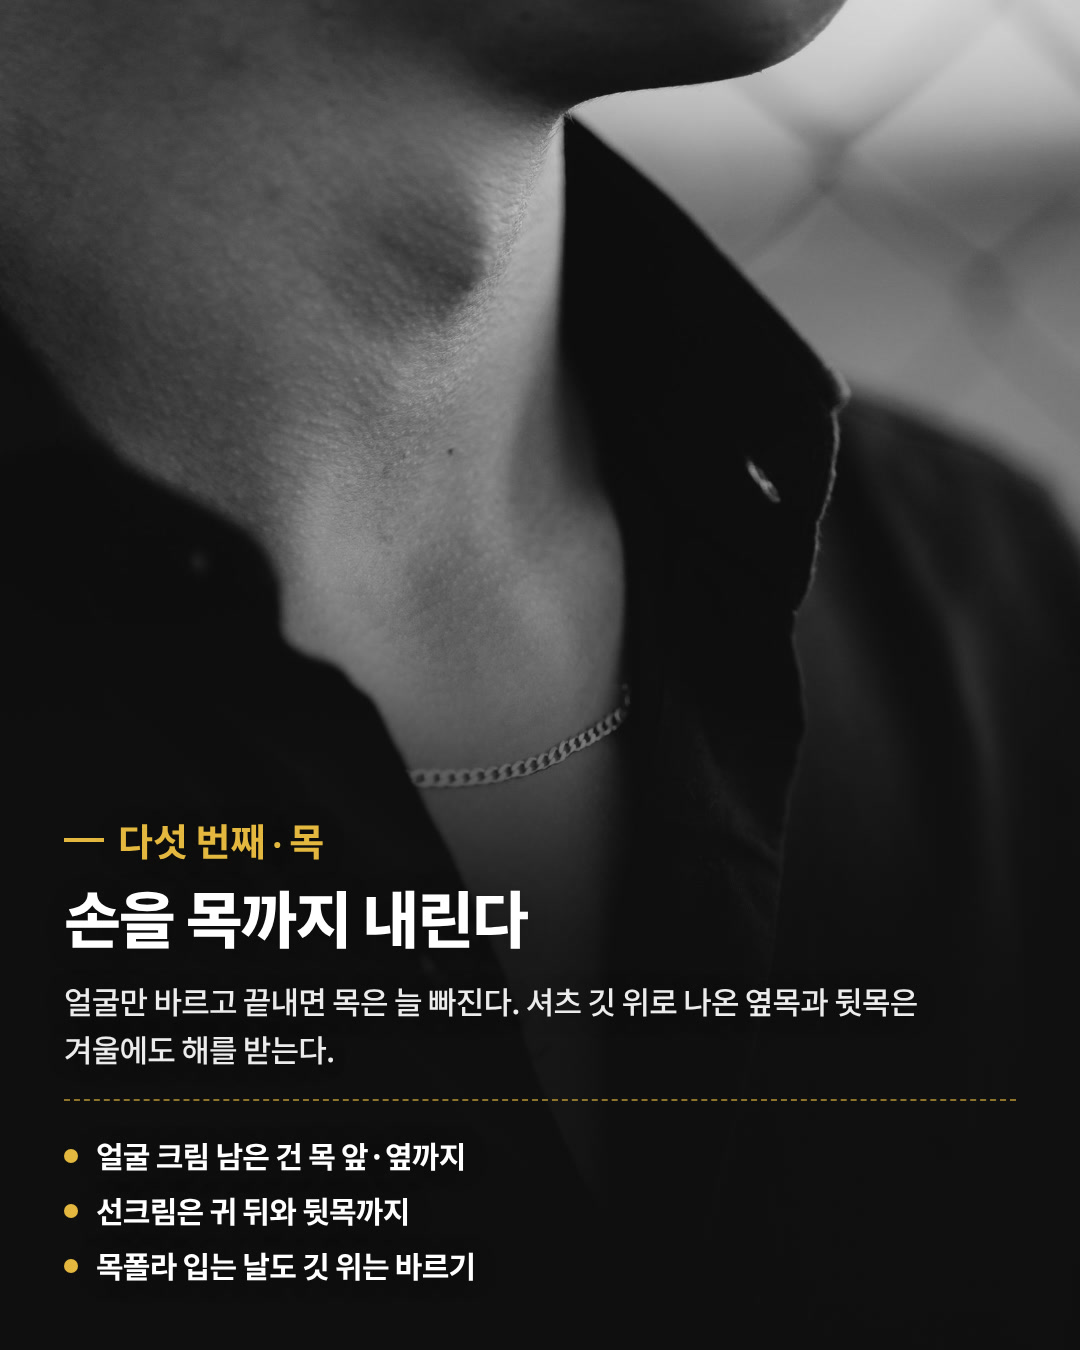 다섯 번째 · 목
손을 목까지 내린다
얼굴만 바르고 끝내면 목은 늘 빠진다. 셔츠 깃 위로 나온 옆목과 뒷목은
겨울에도 해를 받는다.
얼굴 크림 남은 건 목 앞 · 옆까지
선크림은 귀 뒤와 뒷목까지
목폴라 입는 날도 깃 위는 바르기